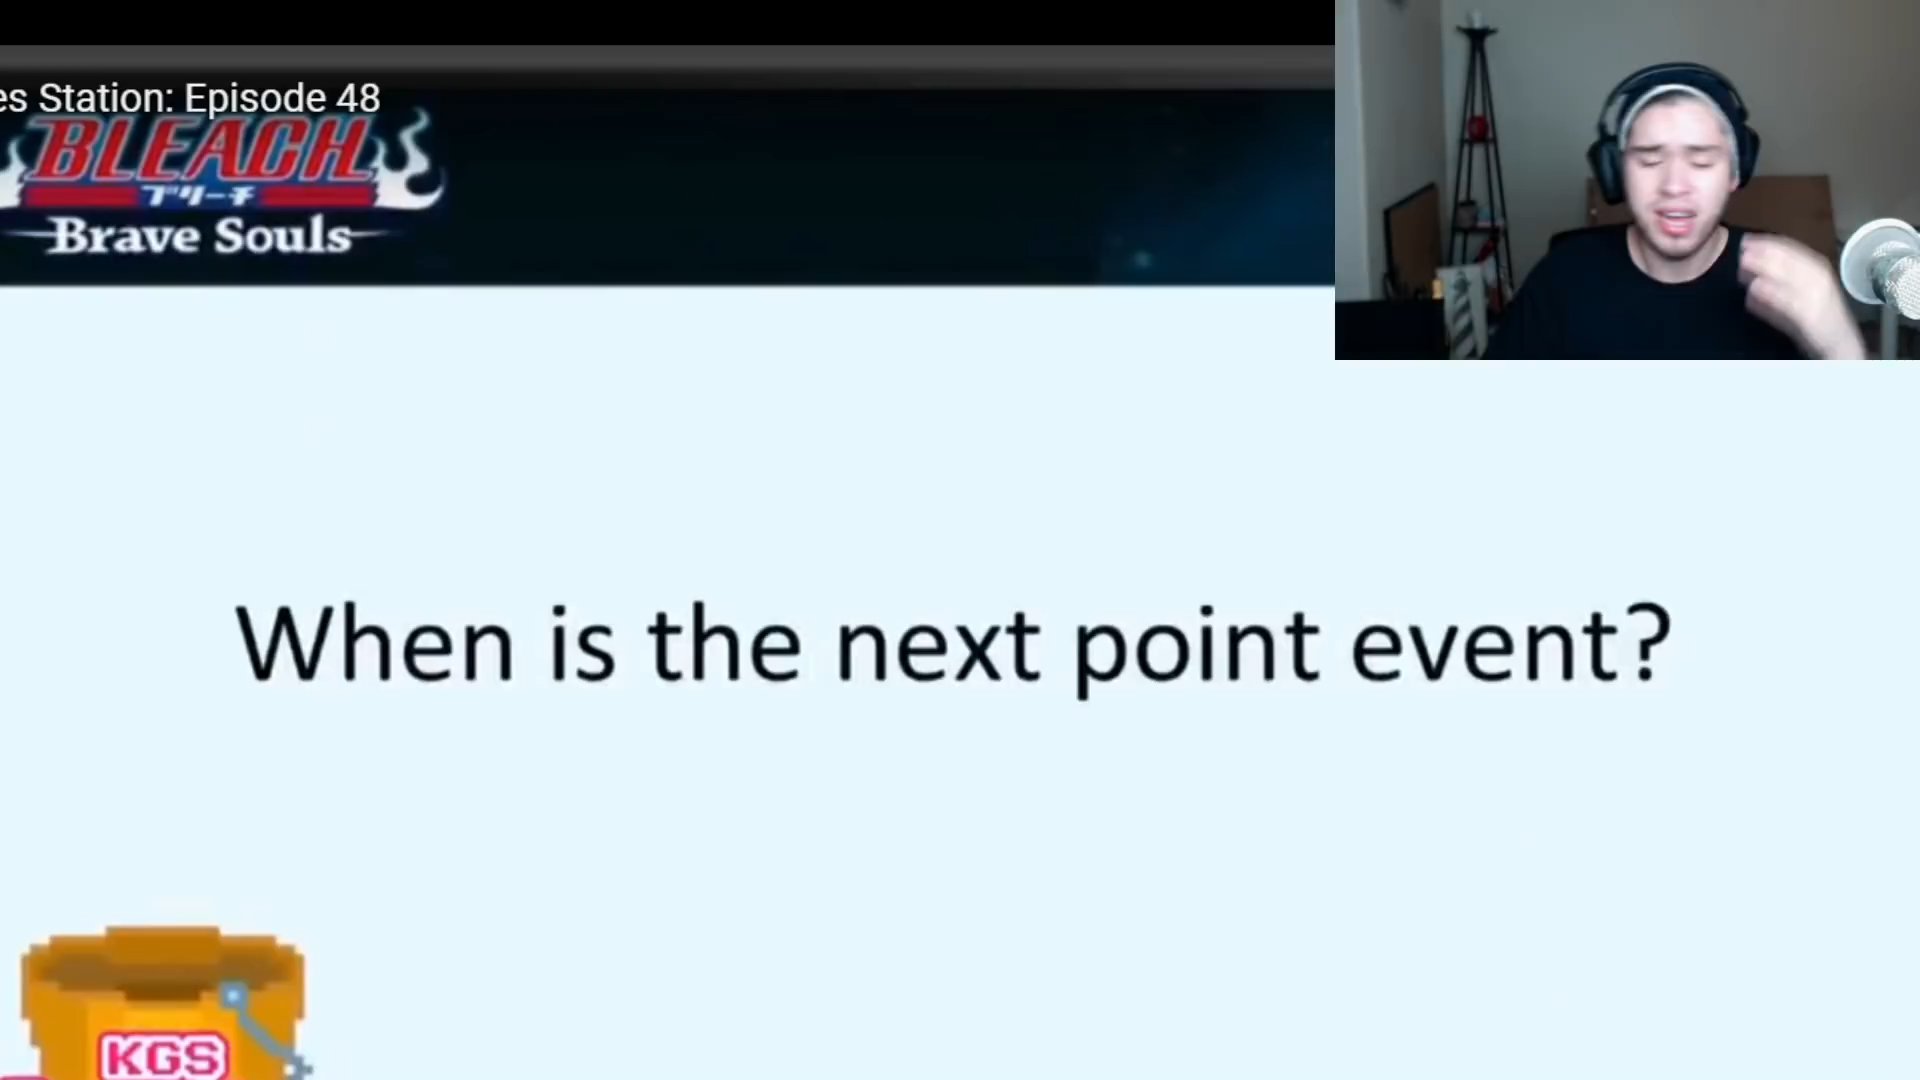 es Station: Episode 48
BLEACH
ブリーチ
Brave Souls
When is the next point event?
KGS